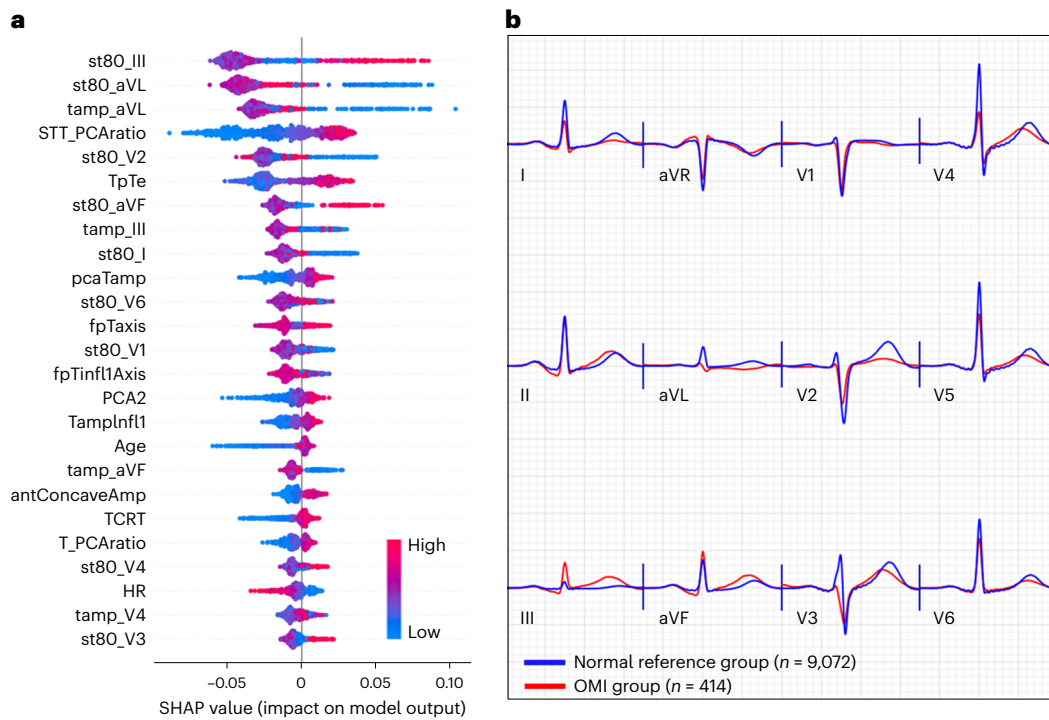 a
st80_III
st80_aVL
tamp_aVL
STT_PCAratio
st80_V2
TpTe
st80_aVF
tamp_III
st80_I
pcaTamp
st80_V6
fpTaxis
st80_V1
fpTinfl1Axis
PCA2
TampInfl1
Age
tamp_aVF
antConcaveAmp
TCRT
T_PCAratio
st80_V4
HR
tamp_V4
st80_V3
High
Low
−0.05 0 0.05 0.10
SHAP value (impact on model output)
b
I aVR V1 V4
II aVL V2 V5
III aVF V3 V6
Normal reference group (n = 9,072)
OMI group (n = 414)